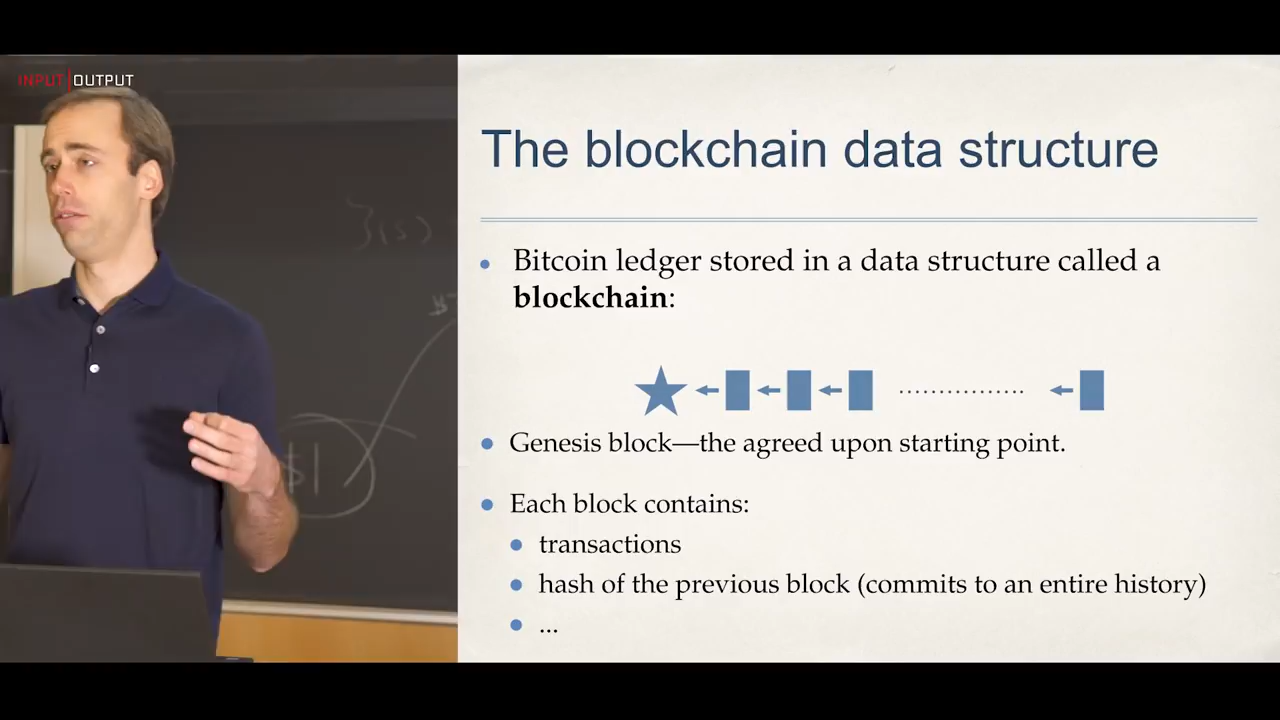 INPUT|OUTPUT
The blockchain data structure
Bitcoin ledger stored in a data structure called a
blockchain:
Genesis block—the agreed upon starting point.
Each block contains:
transactions
hash of the previous block (commits to an entire history)
...
$1